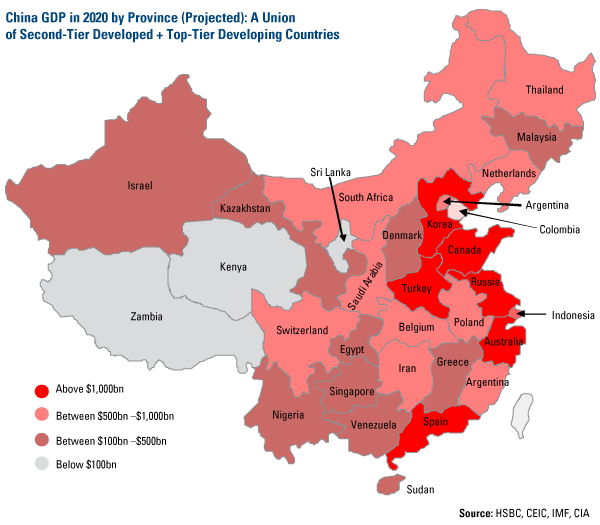 China GDP in 2020 by Province (Projected): A Union
of Second-Tier Developed + Top-Tier Developing Countries
Thailand
Malaysia
Netherlands
Sri Lanka
Israel
South Africa
Kazakhstan
Argentina
Korea
Colombia
Denmark
Canada
Kenya
Saudi Arabia
Turkey
Russia
Zambia
Indonesia
Switzerland
Belgium
Poland
Australia
Egypt
Iran
Greece
Argentina
Singapore
Nigeria
Venezuela
Spain
Sudan
Above $1,000bn
Between $500bn –$1,000bn
Between $100bn –$500bn
Below $100bn
Source: HSBC, CEIC, IMF, CIA